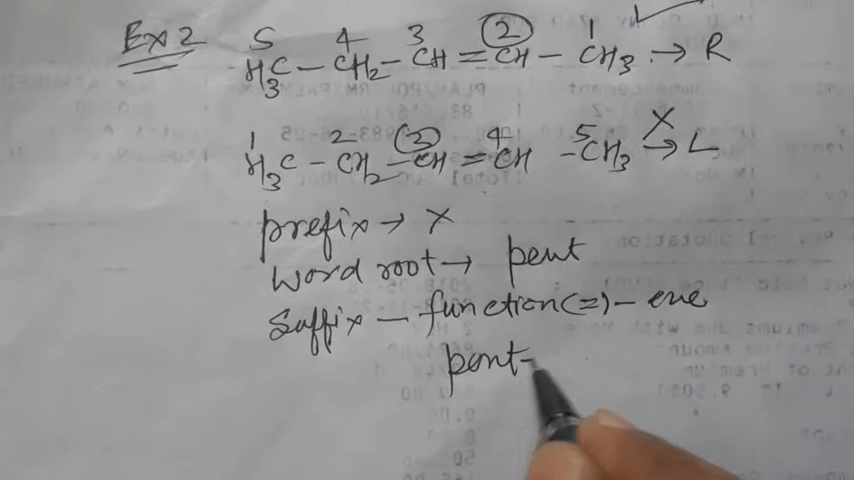 Ex 2
5 4 3 2 1
H3C - CH2 - CH = CH - CH3 → R
1 2 (3) 4 5 X
H3C - CH2 - CH = CH - CH3 → L
prefix → X
Word root → pent
Suffix - function(=) - ene
pent-